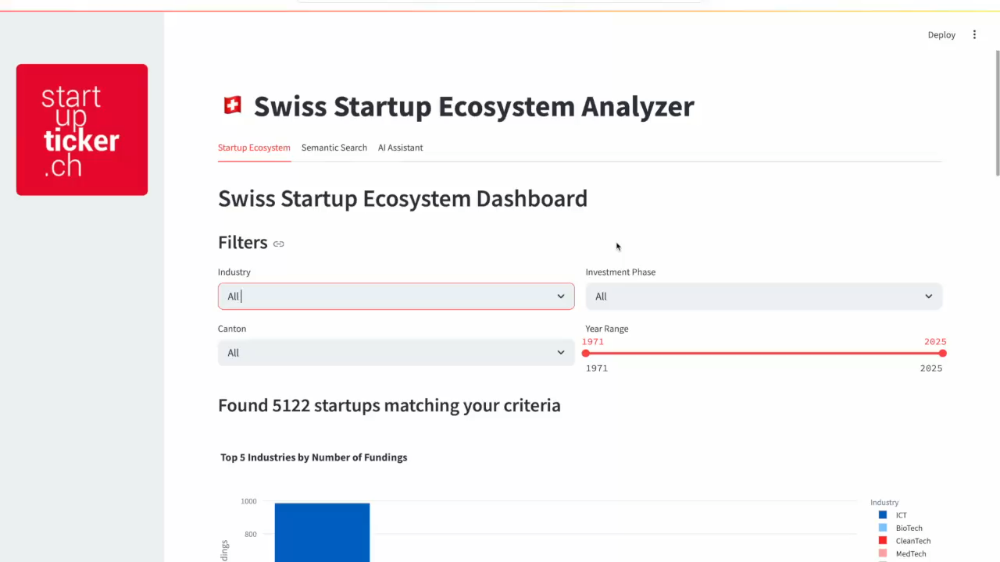 Deploy
start
up
ticker
.ch
Swiss Startup Ecosystem Analyzer
Startup Ecosystem Semantic Search AI Assistant
Swiss Startup Ecosystem Dashboard
Filters
Industry
All
Investment Phase
All
Canton
All
Year Range
1971 2025
1971 2025
Found 5122 startups matching your criteria
Top 5 Industries by Number of Fundings
1000
800
Industry
ICT
BioTech
CleanTech
MedTech